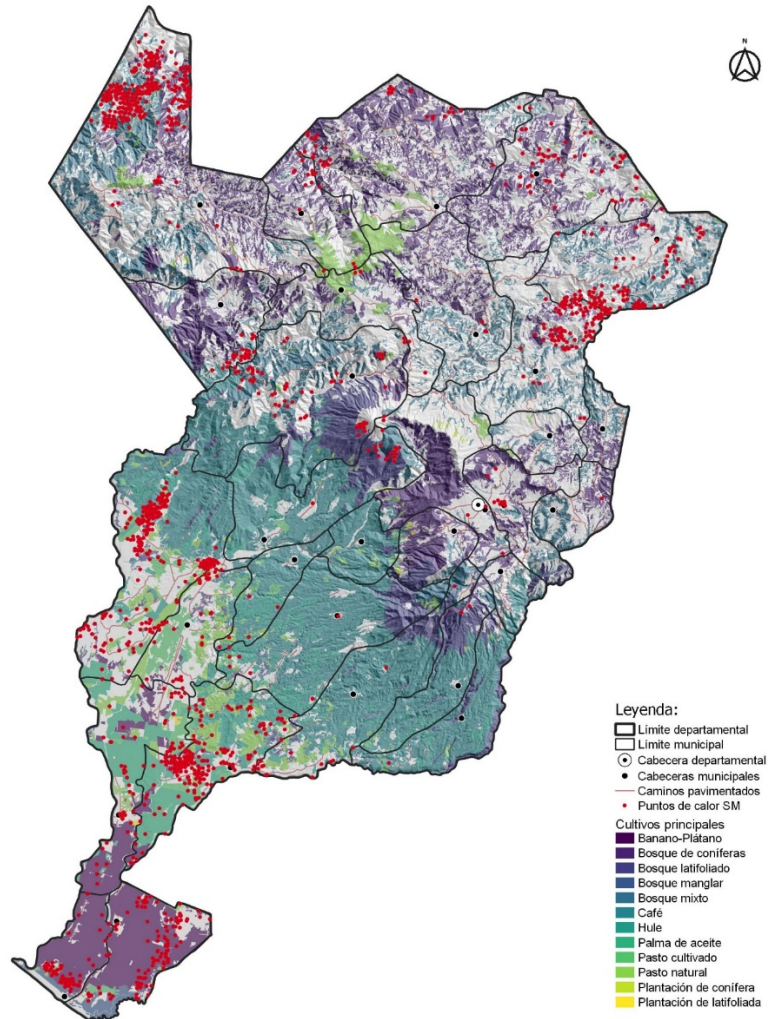 N
Leyenda:
Límite departamental
Límite municipal
Cabecera departamental
Cabeceras municipales
Caminos pavimentados
Puntos de calor SM
Cultivos principales
Banano-Plátano
Bosque de coníferas
Bosque latifoliado
Bosque manglar
Bosque mixto
Café
Hule
Palma de aceite
Pasto cultivado
Pasto natural
Plantación de conífera
Plantación de latifoliada